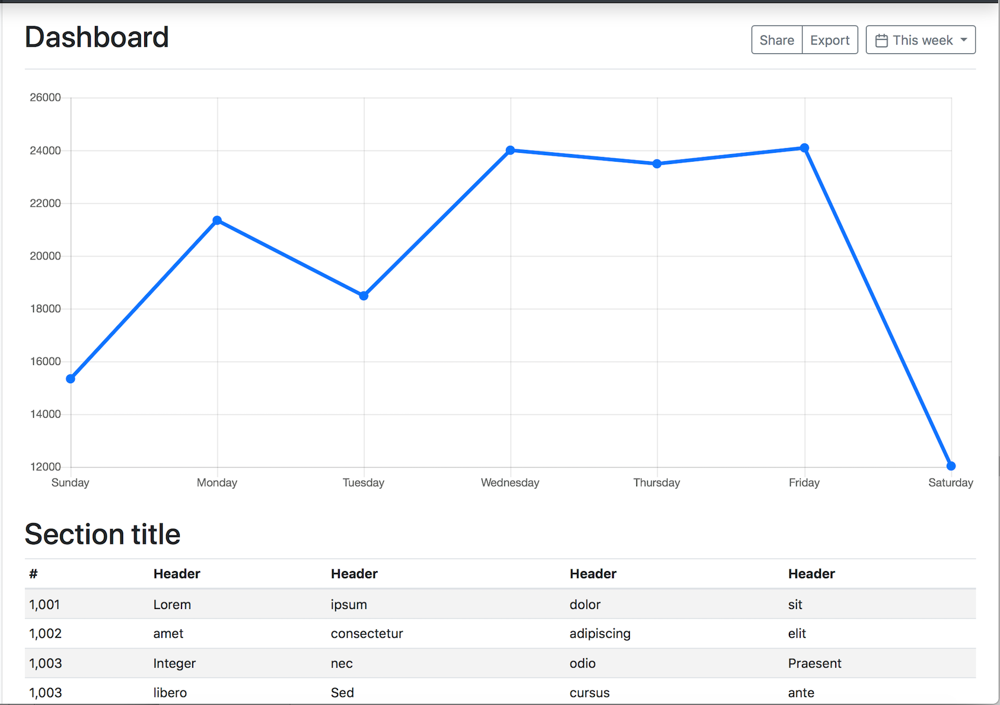 Dashboard
Share Export This week
26000
24000
22000
20000
18000
16000
14000
12000
Sunday Monday Tuesday Wednesday Thursday Friday Saturday
Section title
# Header Header Header Header
1,001 Lorem ipsum dolor sit
1,002 amet consectetur adipiscing elit
1,003 Integer nec odio Praesent
1,003 libero Sed cursus ante